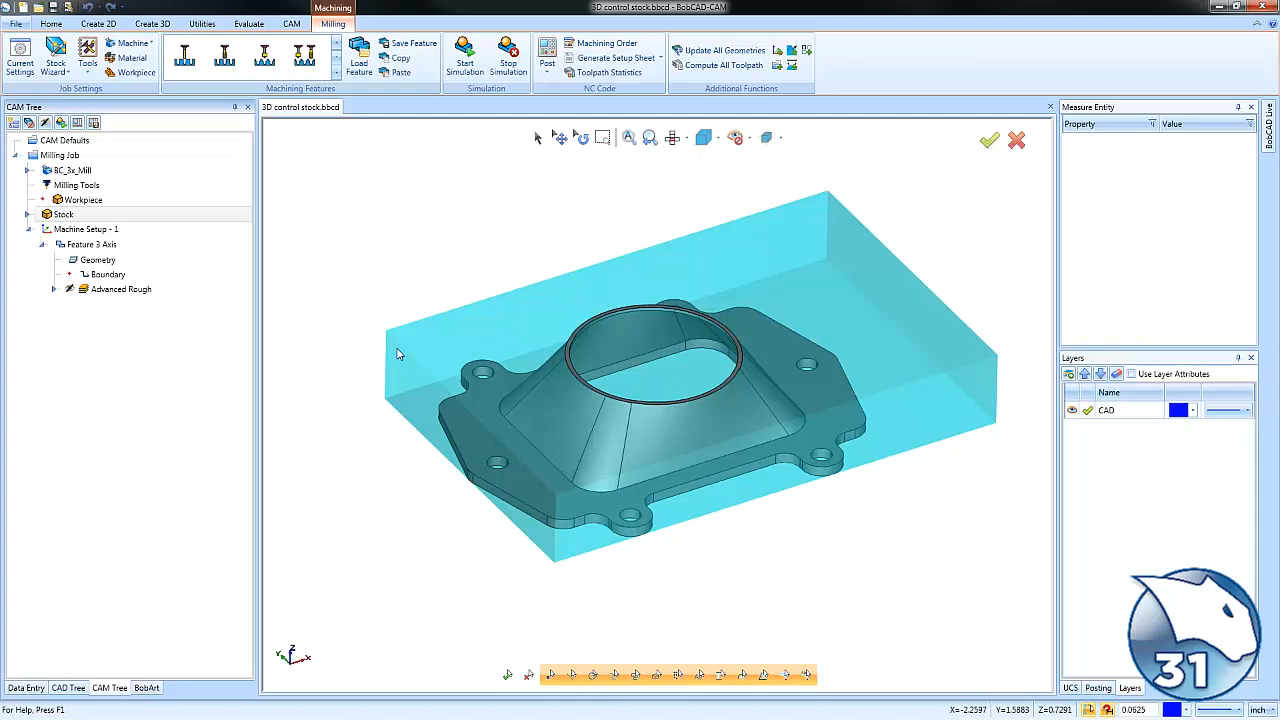 3D control stock.bbcd - BobCAD-CAM
Machining
File Home Create 2D Create 3D Utilities Evaluate CAM Milling
Current Settings
Stock Wizard
Tools
Machine
Material
Workpiece
Job Settings
Machining Features
Load Feature
Save Feature
Copy
Paste
Start Simulation
Stop Simulation
Simulation
Post
Machining Order
Generate Setup Sheet
Toolpath Statistics
NC Code
Update All Geometries
Compute All Toolpath
Additional Functions
CAM Tree
CAM Defaults
Milling Job
BC_3x_Mill
Milling Tools
Workpiece
Stock
Machine Setup - 1
Feature 3 Axis
Geometry
Boundary
Advanced Rough
Data Entry CAD Tree CAM Tree BobArt
3D control stock.bbcd
Z
Y
X
Measure Entity
Property Value
BobCAD Live
Layers
Use Layer Attributes
Name
CAD
31
UCS Posting Layers
For Help, Press F1
X=-2.2597 Y=1.5883 Z=0.7291 0.0625 inch